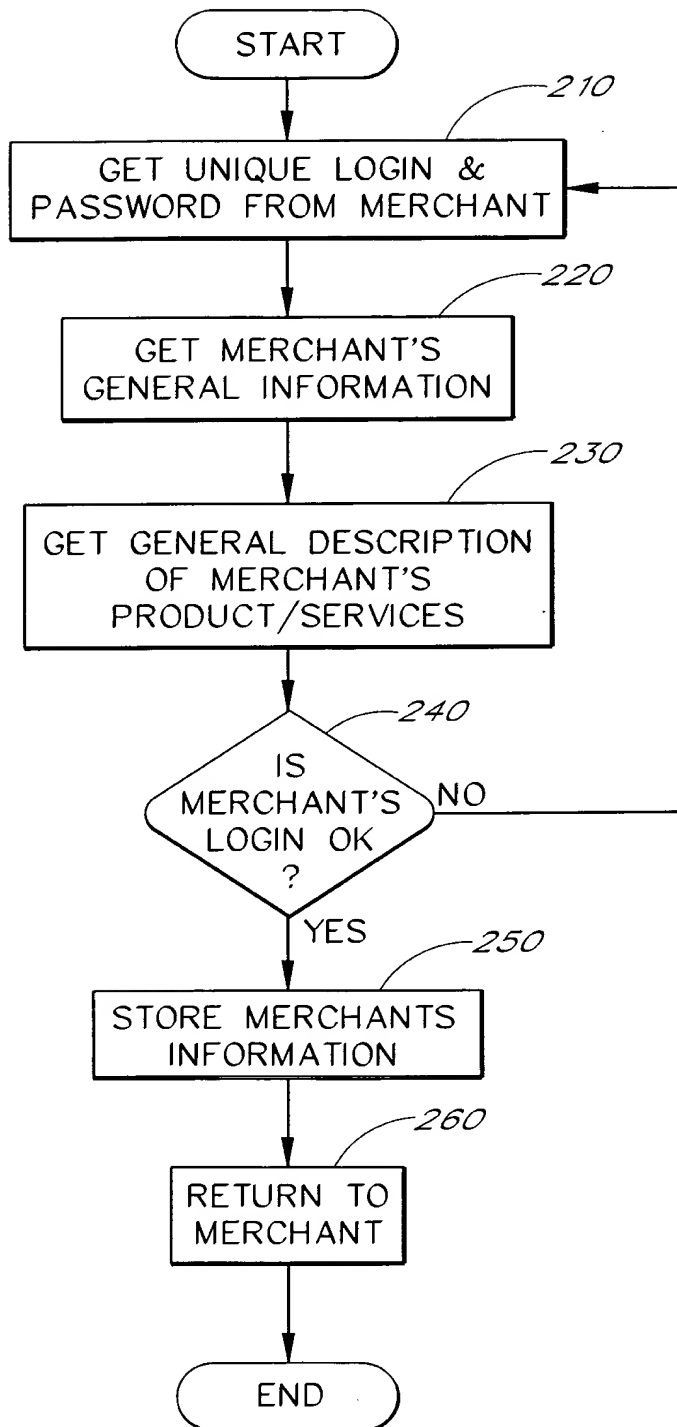 START
210
GET UNIQUE LOGIN &
PASSWORD FROM MERCHANT
220
GET MERCHANT'S
GENERAL INFORMATION
230
GET GENERAL DESCRIPTION
OF MERCHANT'S
PRODUCT/SERVICES
240
IS
MERCHANT'S
LOGIN OK
?
NO
YES
250
STORE MERCHANTS
INFORMATION
260
RETURN TO
MERCHANT
END